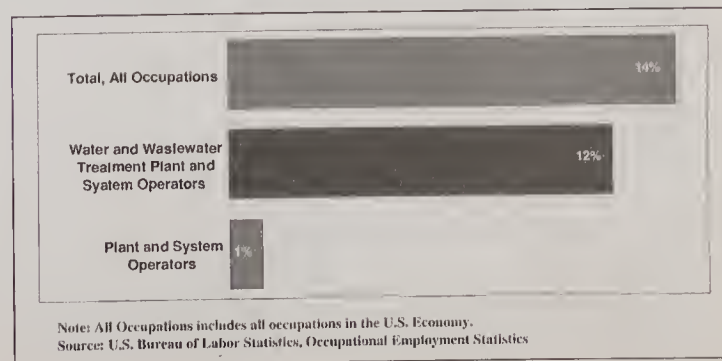 Total, All Occupations
14%
Water and Wastewater
Treatment Plant and
Syatem Operators
12%
Plant and System
Operators
1%
Note: All Occupations includes all occupations in the U.S. Economy.
Source: U.S. Bureau of Labor Statistics, Occupational Employment Statistics